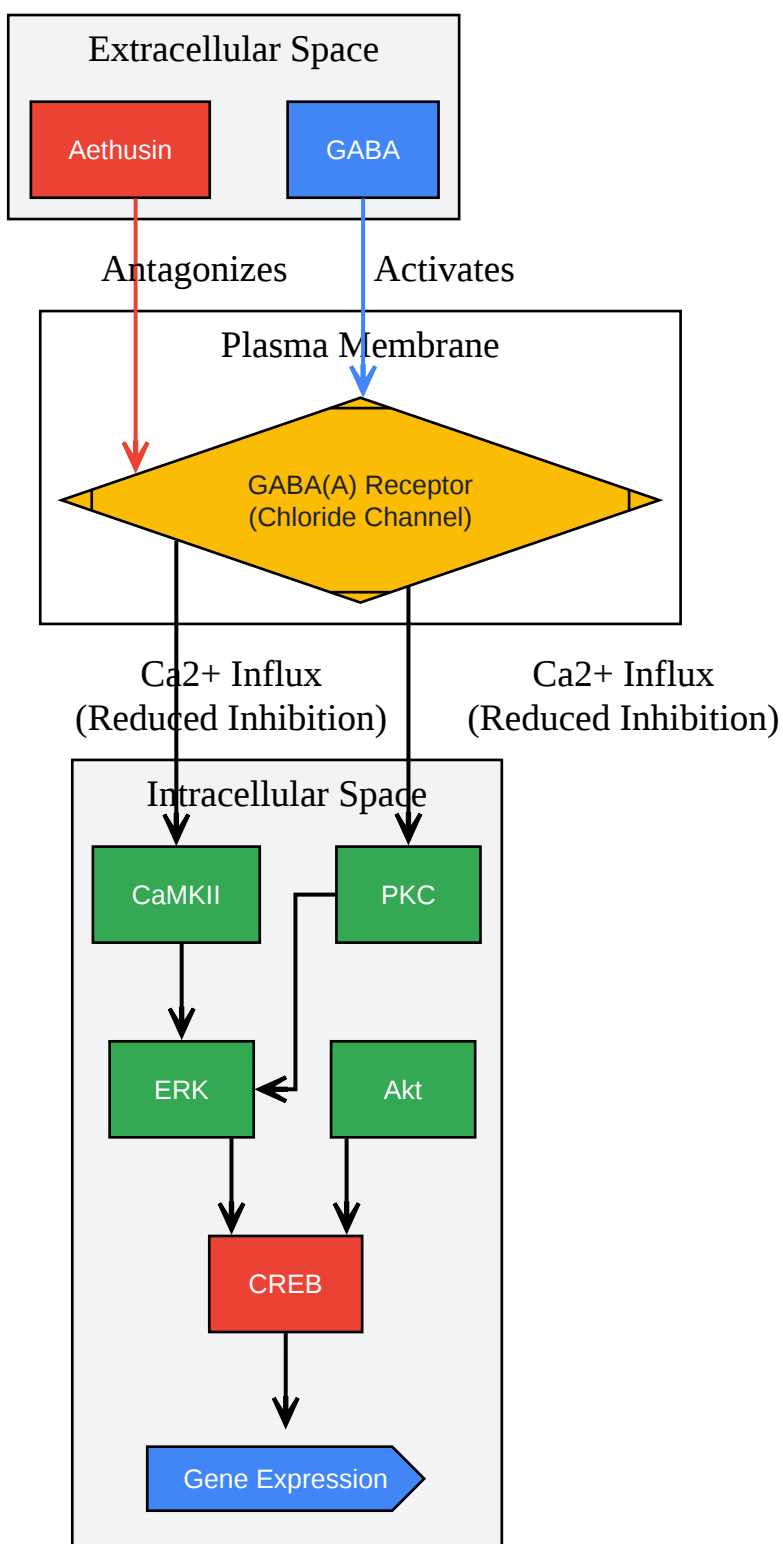 Extracellular Space
Aethusin
GABA
Antagonizes
Activates
Plasma Membrane
GABA(A) Receptor
(Chloride Channel)
Ca2+ Influx
(Reduced Inhibition)
Ca2+ Influx
(Reduced Inhibition)
Intracellular Space
CaMKII
PKC
ERK
Akt
CREB
Gene Expression